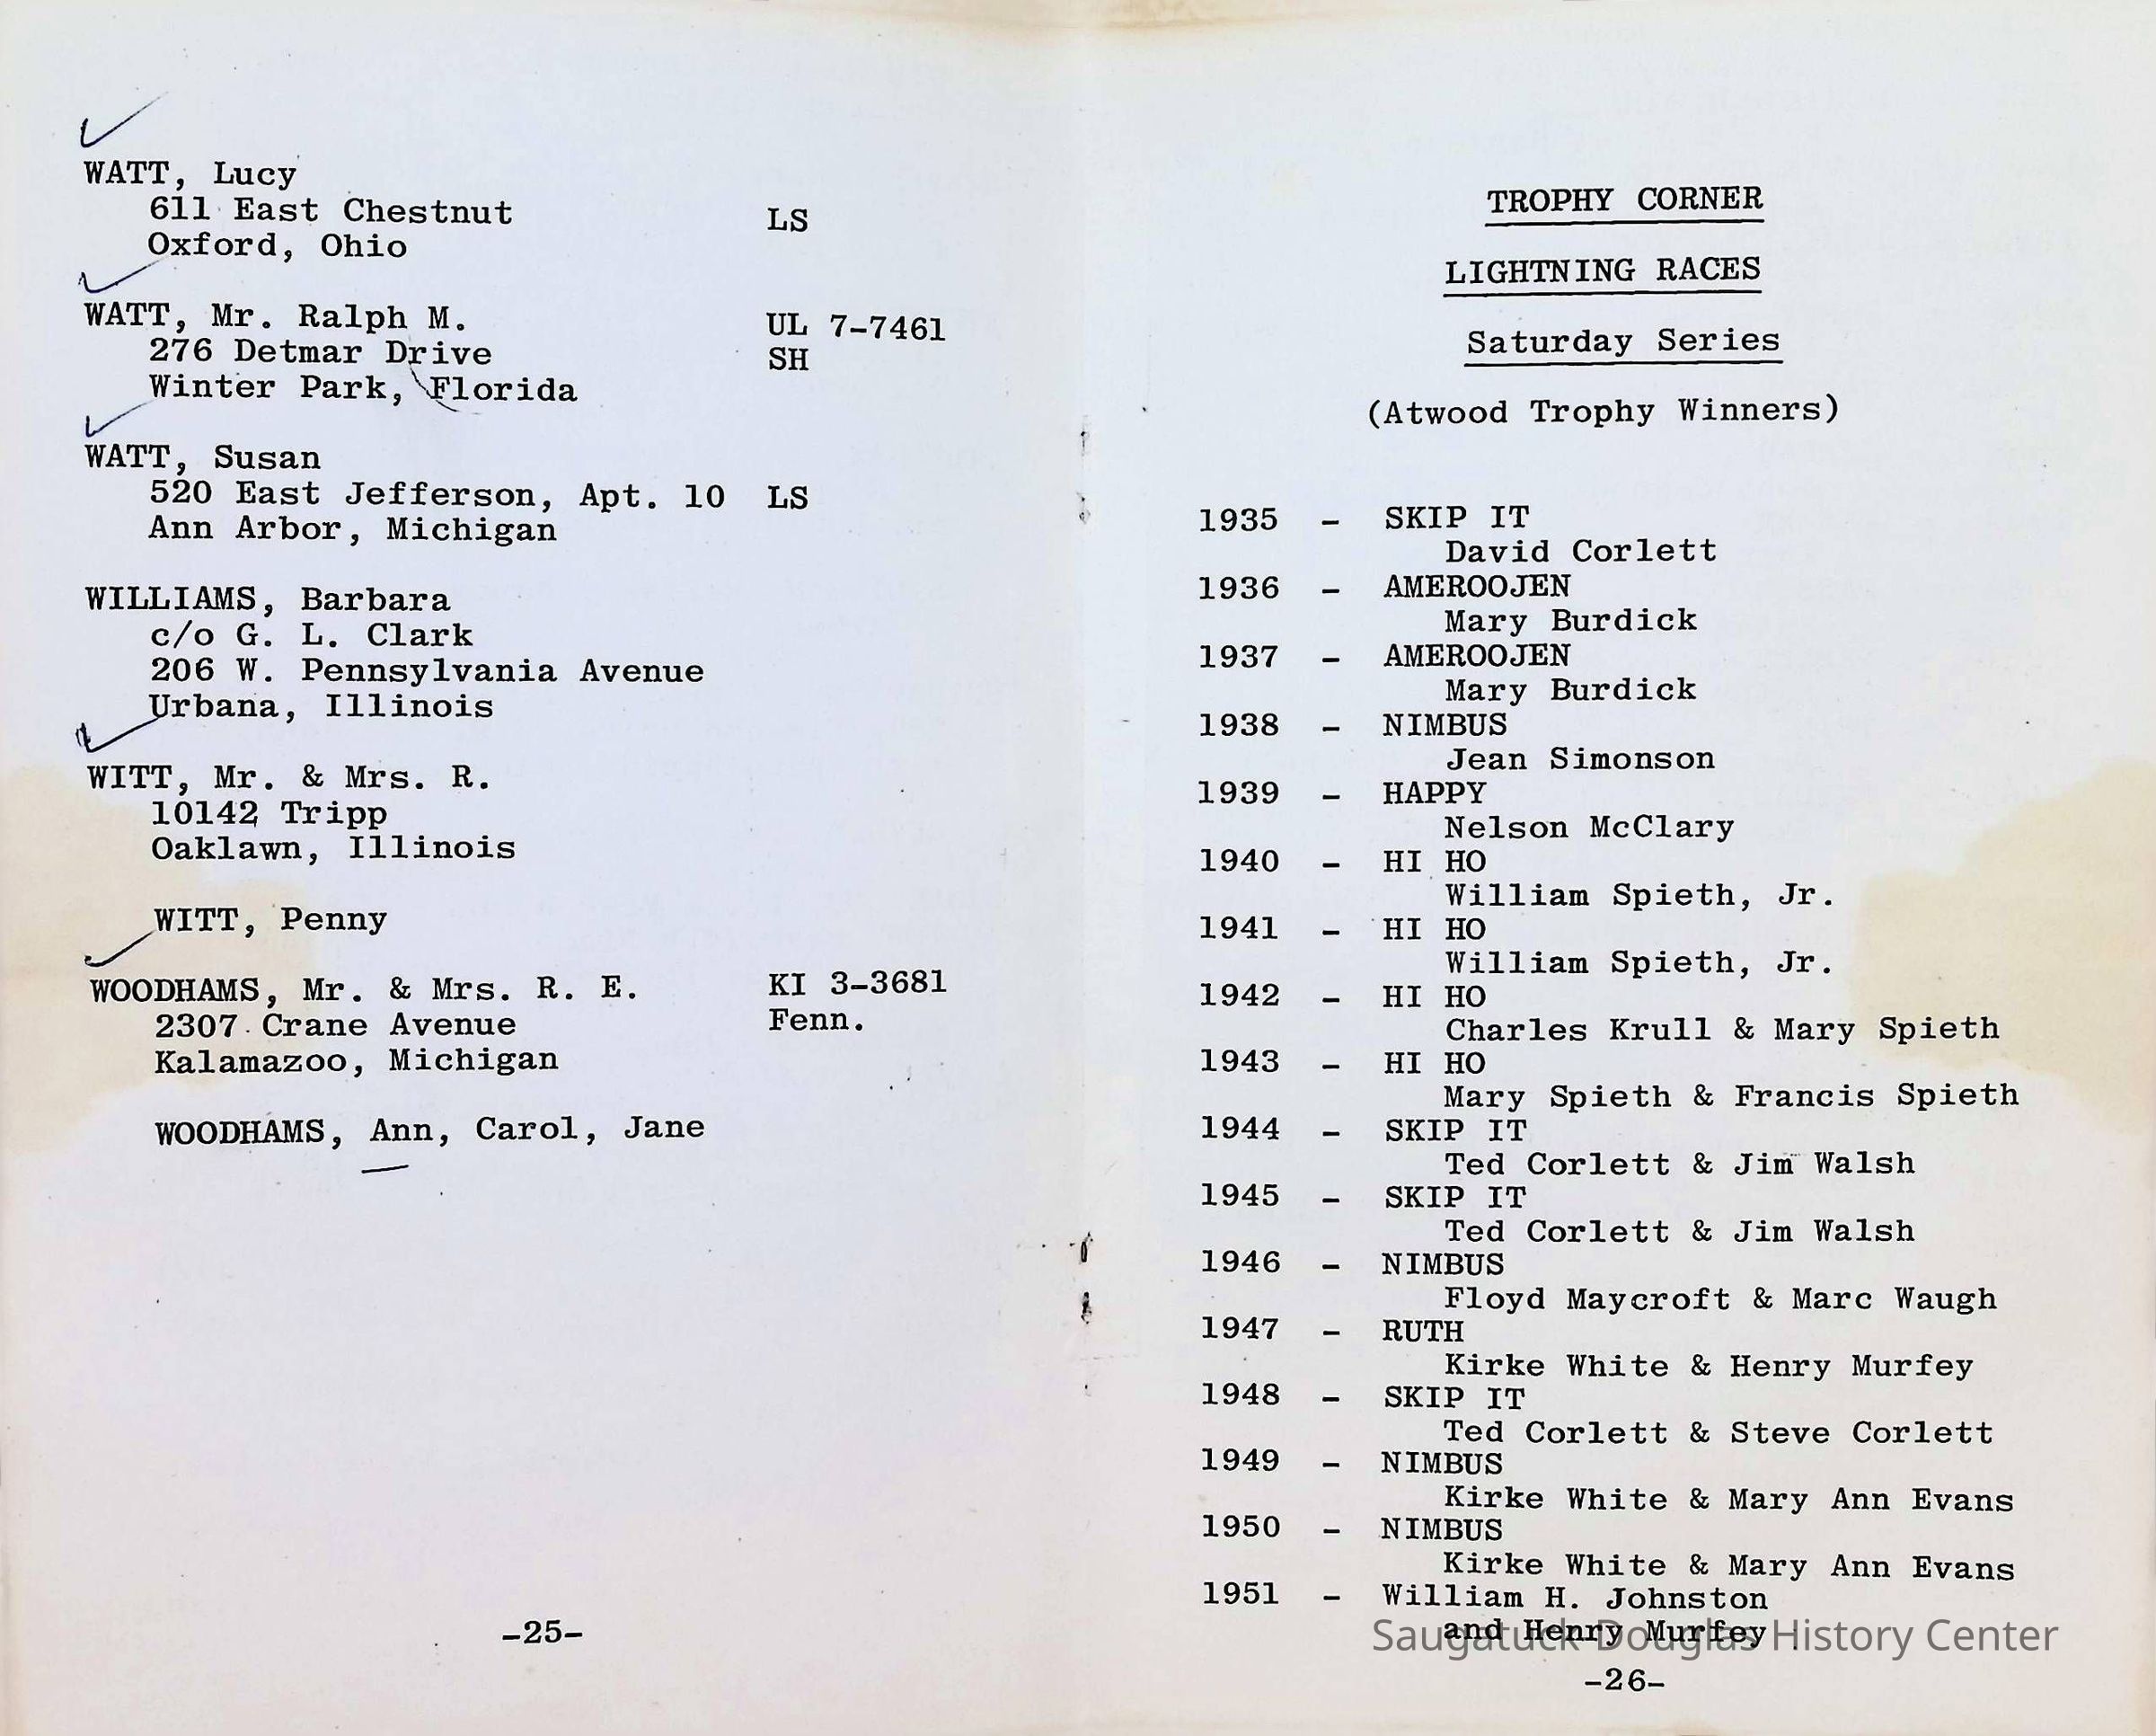 WATT, Lucy
611 East Chestnut LS
Oxford, Ohio
WATT, Mr. Ralph M. UL 7-7461
276 Detmar Drive SH
Winter Park, Florida
WATT, Susan
520 East Jefferson, Apt. 10 LS
Ann Arbor, Michigan
WILLIAMS, Barbara
c/o G. L. Clark
206 W. Pennsylvania Avenue
Urbana, Illinois
WITT, Mr. & Mrs. R.
10142 Tripp
Oaklawn, Illinois
WITT, Penny
WOODHAMS, Mr. & Mrs. R. E. KI 3-3681
2307 Crane Avenue Fenn.
Kalamazoo, Michigan
WOODHAMS, Ann, Carol, Jane
-25-
TROPHY CORNER
LIGHTNING RACES
Saturday Series
(Atwood Trophy Winners)
1935 - SKIP IT
David Corlett
1936 - AMEROOJEN
Mary Burdick
1937 - AMEROOJEN
Mary Burdick
1938 - NIMBUS
Jean Simonson
1939 - HAPPY
Nelson McClary
1940 - HI HO
William Spieth, Jr.
1941 - HI HO
William Spieth, Jr.
1942 - HI HO
Charles Krull & Mary Spieth
1943 - HI HO
Mary Spieth & Francis Spieth
1944 - SKIP IT
Ted Corlett & Jim Walsh
1945 - SKIP IT
Ted Corlett & Jim Walsh
1946 - NIMBUS
Floyd Maycroft & Marc Waugh
1947 - RUTH
Kirke White & Henry Murfey
1948 - SKIP IT
Ted Corlett & Steve Corlett
1949 - NIMBUS
Kirke White & Mary Ann Evans
1950 - NIMBUS
Kirke White & Mary Ann Evans
1951 - William H. Johnston
and Henry Murfey
Saugatuck-Douglas History Center
-26-